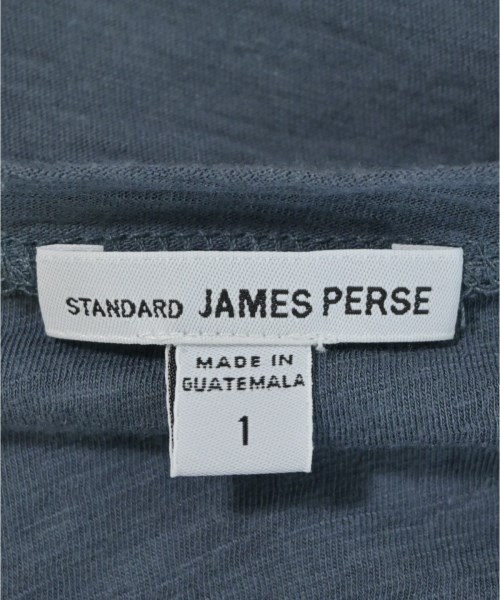 STANDARD JAMES PERSE
MADE IN
GUATEMALA
1